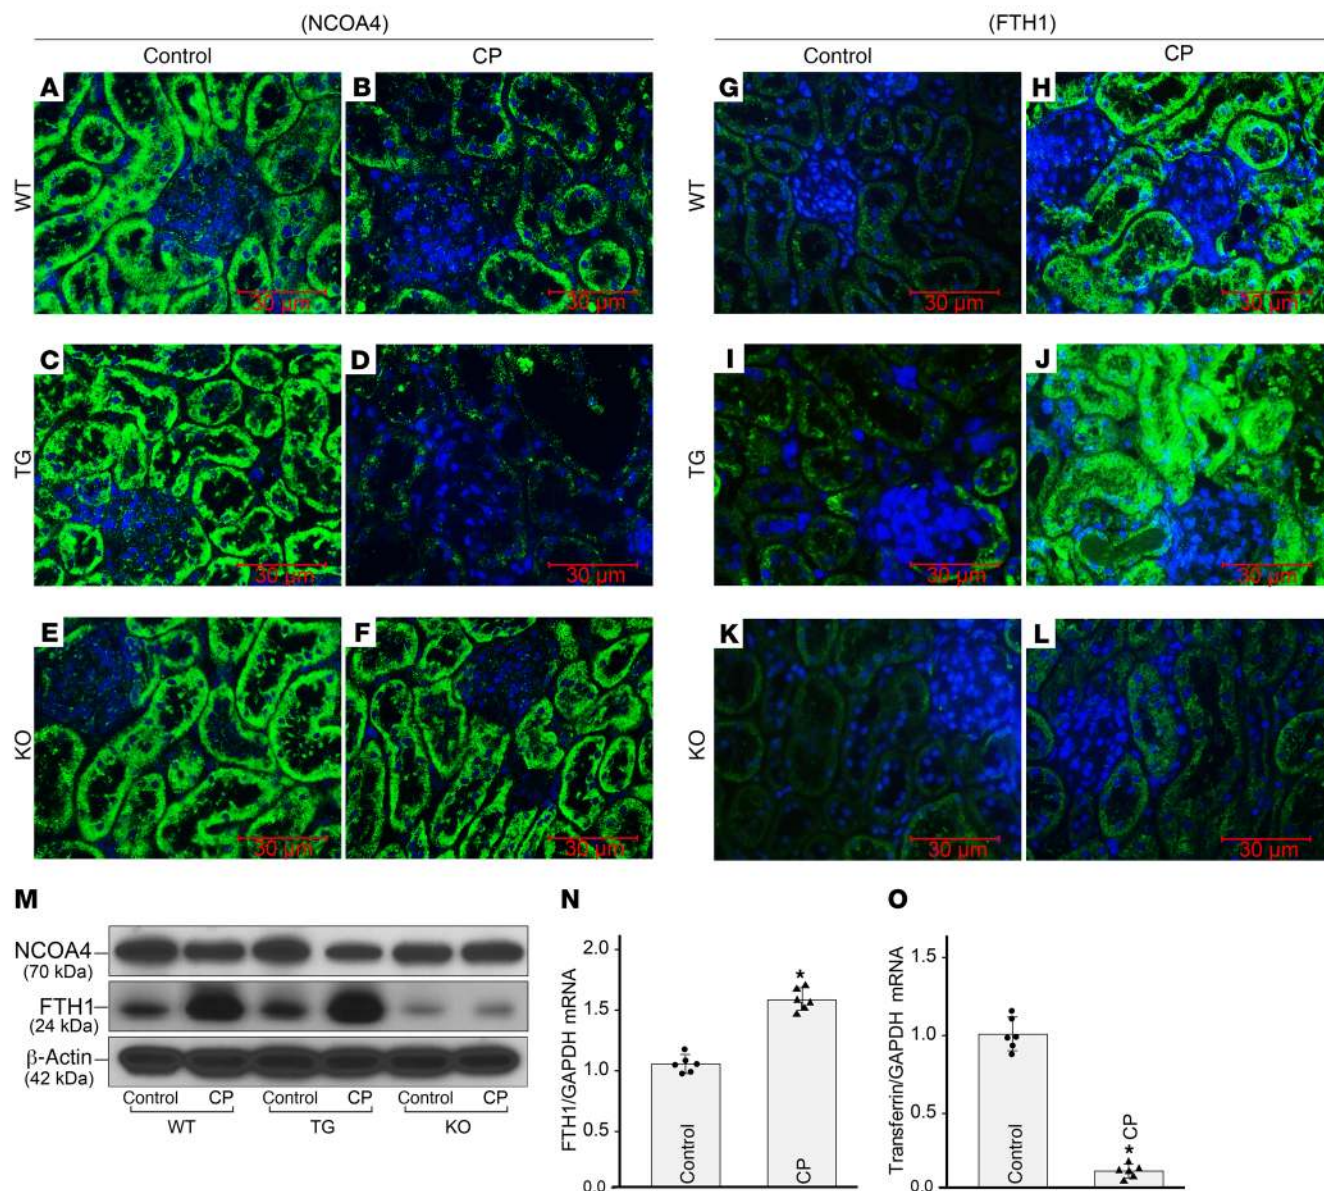 (NCOA4) (FTH1)
Control CP Control CP
A B G H
WT WT
30 µm 30 µm 30 µm 30 µm
C D I J
TG TG
30 µm 30 µm 30 µm 30 µm
E F K L
KO KO
30 µm 30 µm 30 µm 30 µm
M
NCOA4
(70 kDa)
FTH1
(24 kDa)
β-Actin
(42 kDa)
Control CP Control CP Control CP
WT TG KO
N
FTH1/GAPDH mRNA
2.0
1.5
1.0
0.5
0.0
*
Control
CP
O
Transferrin/GAPDH mRNA
1.5
1.0
0.5
0.0
Control
* CP